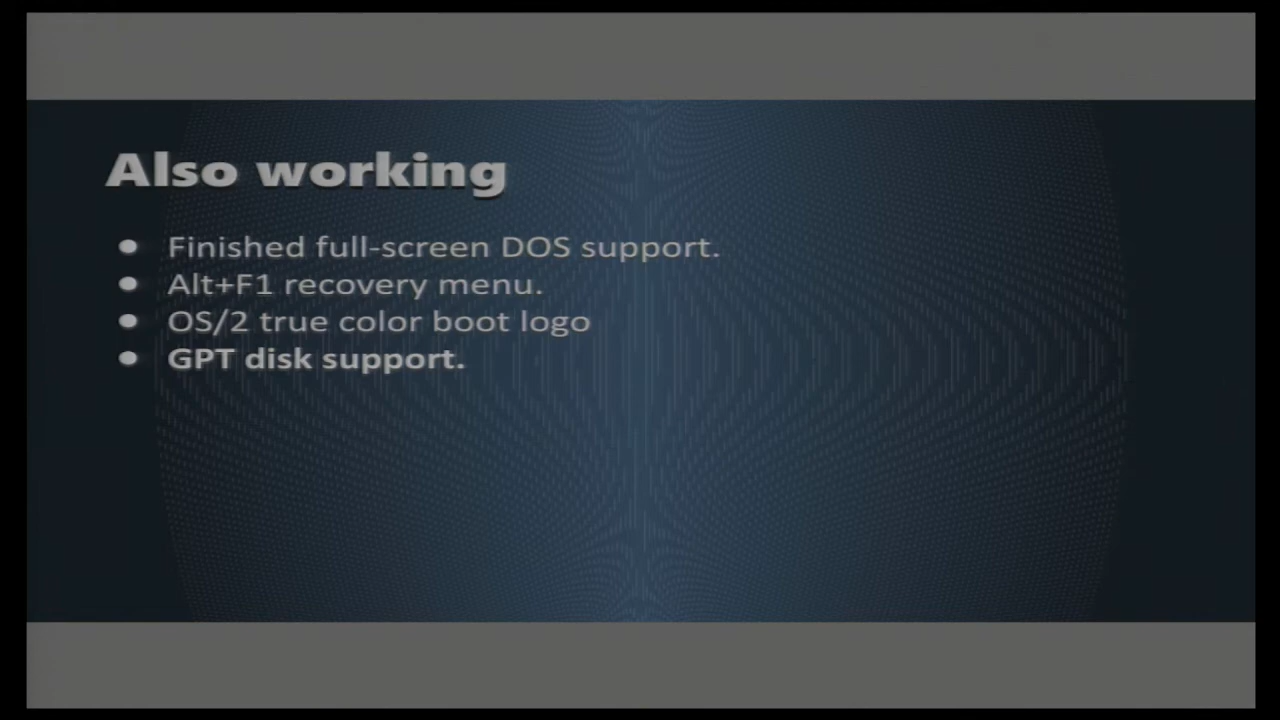 Also working
● Finished full-screen DOS support.
● Alt+F1 recovery menu.
● OS/2 true color boot logo
● GPT disk support.